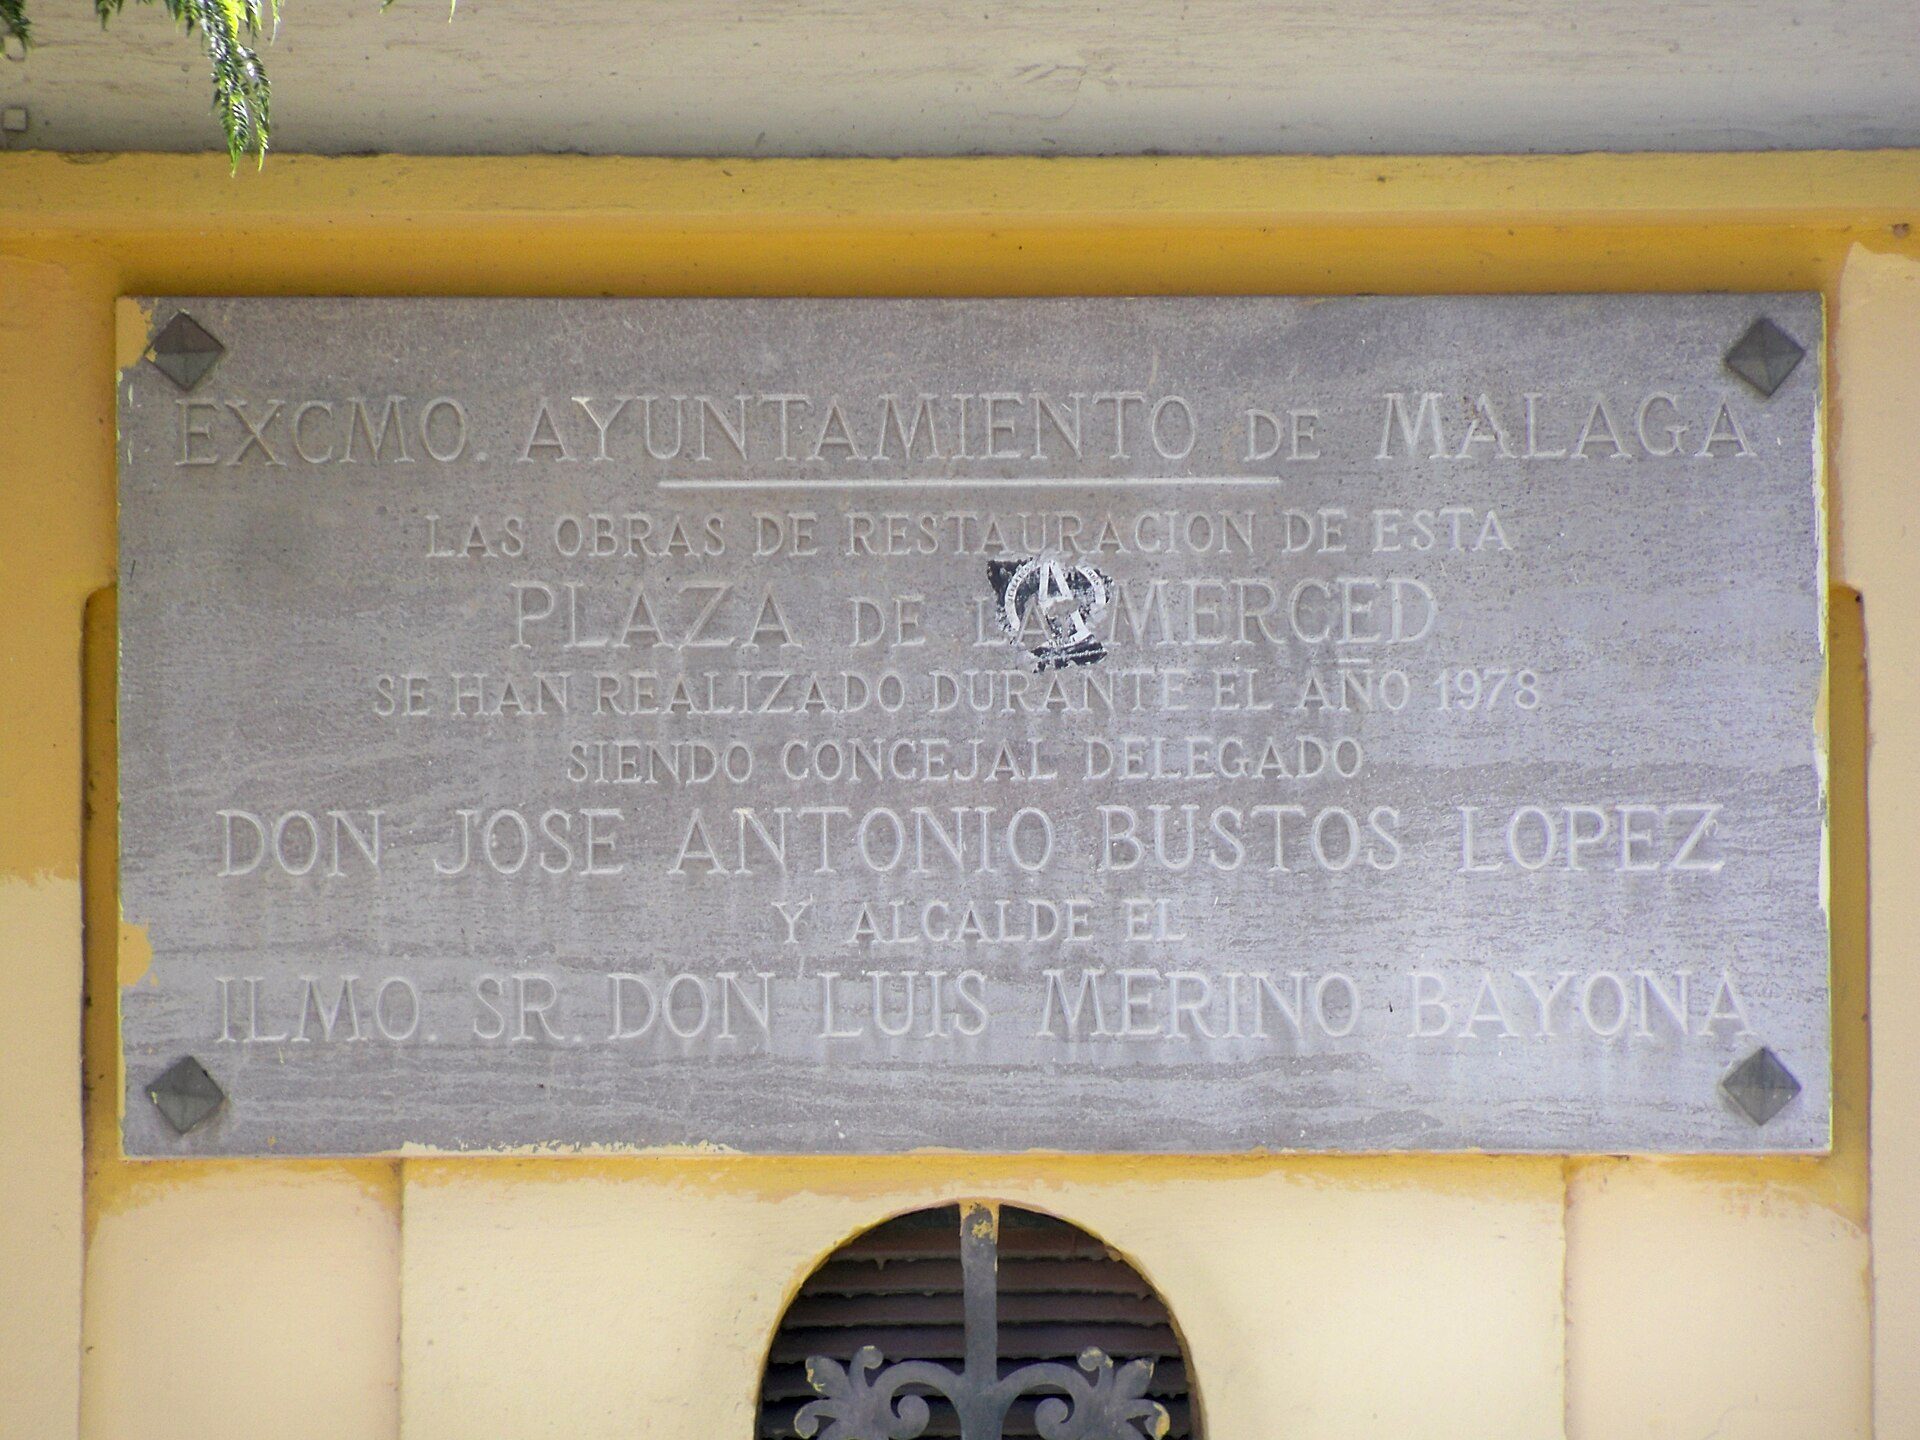 EXCMO. AYUNTAMIENTO DE MALAGA
LAS OBRAS DE RESTAURACION DE ESTA
PLAZA DE LA MERCED
SE HAN REALIZADO DURANTE EL AÑO 1978
SIENDO CONCEJAL DELEGADO
DON JOSE ANTONIO BUSTOS LOPEZ
Y ALCALDE EL
ILMO. SR. DON LUIS MERINO BAYONA